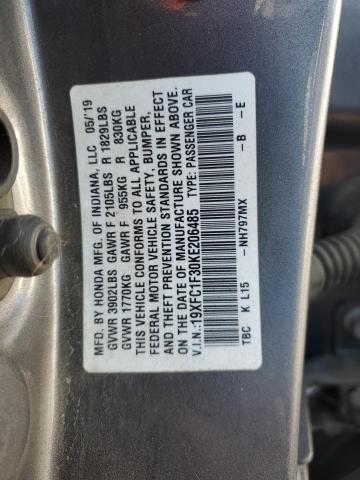 MFD. BY HONDA MFG. OF INDIANA, LLC 05/'19
GVWR 3902LBS GAWR F 2105LBS R 1829LBS
GVWR 1770KG GAWR F 955KG R 830KG
THIS VEHICLE CONFORMS TO ALL APPLICABLE
FEDERAL MOTOR VEHICLE SAFETY, BUMPER,
AND THEFT PREVENTION STANDARDS IN EFFECT
ON THE DATE OF MANUFACTURE SHOWN ABOVE.
V.I.N.:19XFC1F30KE206485 TYPE: PASSENGER CAR
TBC K L15 -NH797MX -B -E